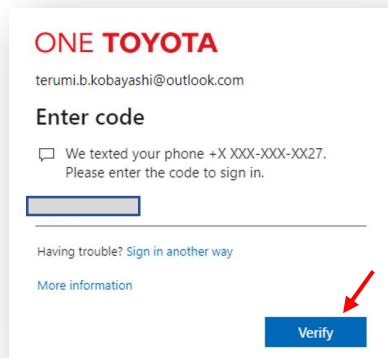 ONE TOYOTA
terumi.b.kobayashi@outlook.com
Enter code
We texted your phone +X XXX-XXX-XX27.
Please enter the code to sign in.
Having trouble? Sign in another way
More information
Verify